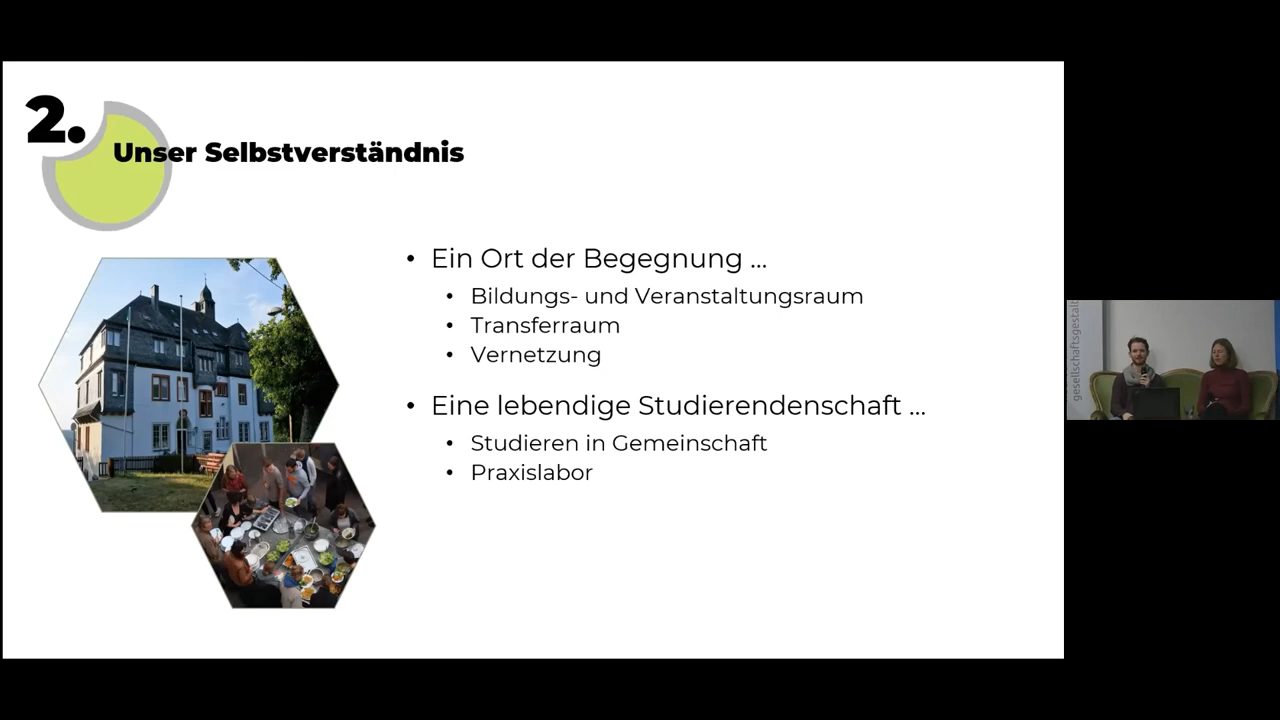 2.
Unser Selbstverständnis
• Ein Ort der Begegnung ...
• Bildungs- und Veranstaltungsraum
• Transferraum
• Vernetzung
• Eine lebendige Studierendenschaft ...
• Studieren in Gemeinschaft
• Praxislabor
gesellschaftsgestalt